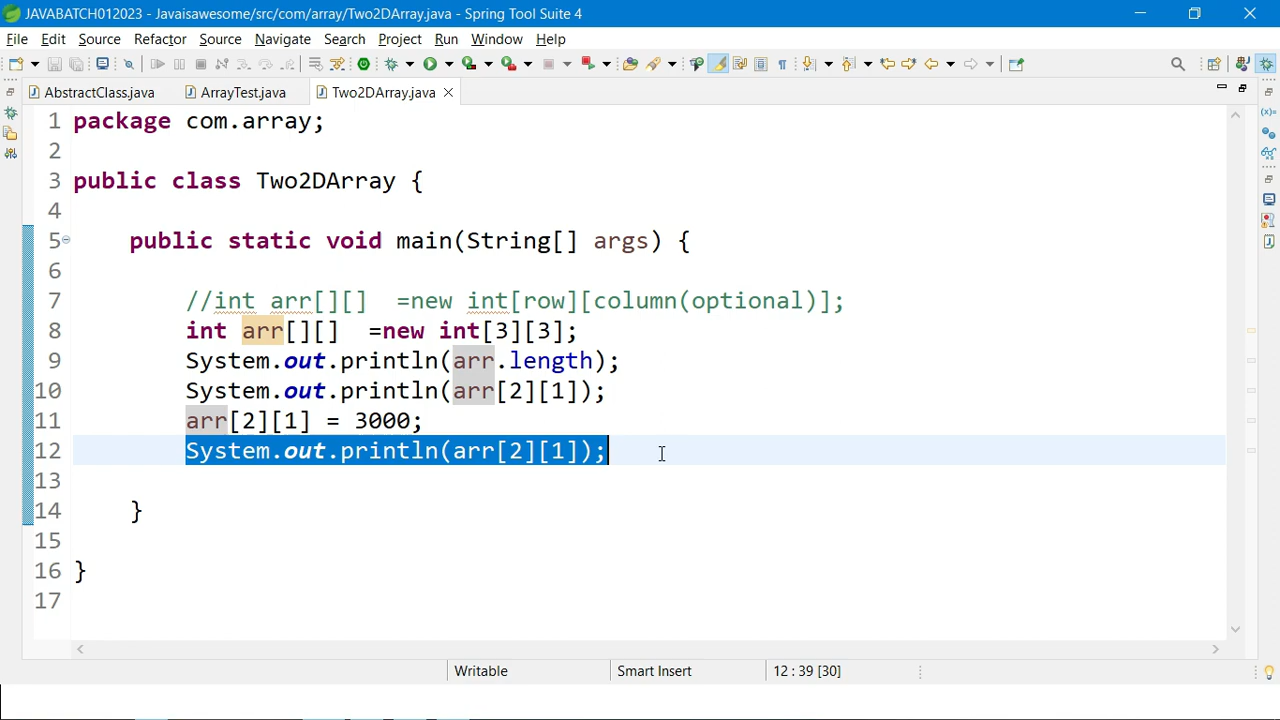 JAVABATCH012023 - Javaisawesome/src/com/array/Two2DArray.java - Spring Tool Suite 4
File Edit Source Refactor Source Navigate Search Project Run Window Help
AbstractClass.java ArrayTest.java Two2DArray.java
1 package com.array;
2
3 public class Two2DArray {
4
5 public static void main(String[] args) {
6
7 //int arr[][]  =new int[row][column(optional)];
8 int arr[][]  =new int[3][3];
9 System.out.println(arr.length);
10 System.out.println(arr[2][1]);
11 arr[2][1] = 3000;
12 System.out.println(arr[2][1]);
13
14 }
15
16 }
17
Writable Smart Insert 12 : 39 [30]